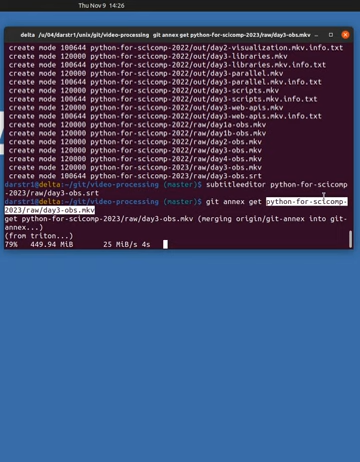 Thu Nov 9 14:26
delta /u/04/darstr1/unix/git/video-processing git annex get python-for-scicomp-2023/raw/day3-obs.mkv
create mode 100644 python-for-scicomp-2022/out/day2-visualization.mkv.info.txt
create mode 120000 python-for-scicomp-2022/out/day3-libraries.mkv
create mode 100644 python-for-scicomp-2022/out/day3-libraries.mkv.info.txt
create mode 120000 python-for-scicomp-2022/out/day3-parallel.mkv
create mode 100644 python-for-scicomp-2022/out/day3-parallel.mkv.info.txt
create mode 120000 python-for-scicomp-2022/out/day3-scripts.mkv
create mode 100644 python-for-scicomp-2022/out/day3-scripts.mkv.info.txt
create mode 120000 python-for-scicomp-2022/out/day3-web-apis.mkv
create mode 100644 python-for-scicomp-2022/out/day3-web-apis.mkv.info.txt
create mode 120000 python-for-scicomp-2022/raw/day1a-obs.mkv
create mode 120000 python-for-scicomp-2022/raw/day1b-obs.mkv
create mode 120000 python-for-scicomp-2022/raw/day2-obs.mkv
create mode 120000 python-for-scicomp-2022/raw/day3-obs.mkv
create mode 120000 python-for-scicomp-2022/raw/day4-obs.mkv
create mode 120000 python-for-scicomp-2023/raw/day3-obs.mkv
create mode 100644 python-for-scicomp-2023/raw/day3-obs.srt
darstr1@delta:~/git/video-processing (master)$ subtitleeditor python-for-scicomp
-2023/raw/day3-obs.srt
darstr1@delta:~/git/video-processing (master)$ git annex get python-for-scicomp-
2023/raw/day3-obs.mkv
get python-for-scicomp-2023/raw/day3-obs.mkv (merging origin/git-annex into git-
annex...)
(from triton...)
79% 449.94 MiB 25 MiB/s 4s